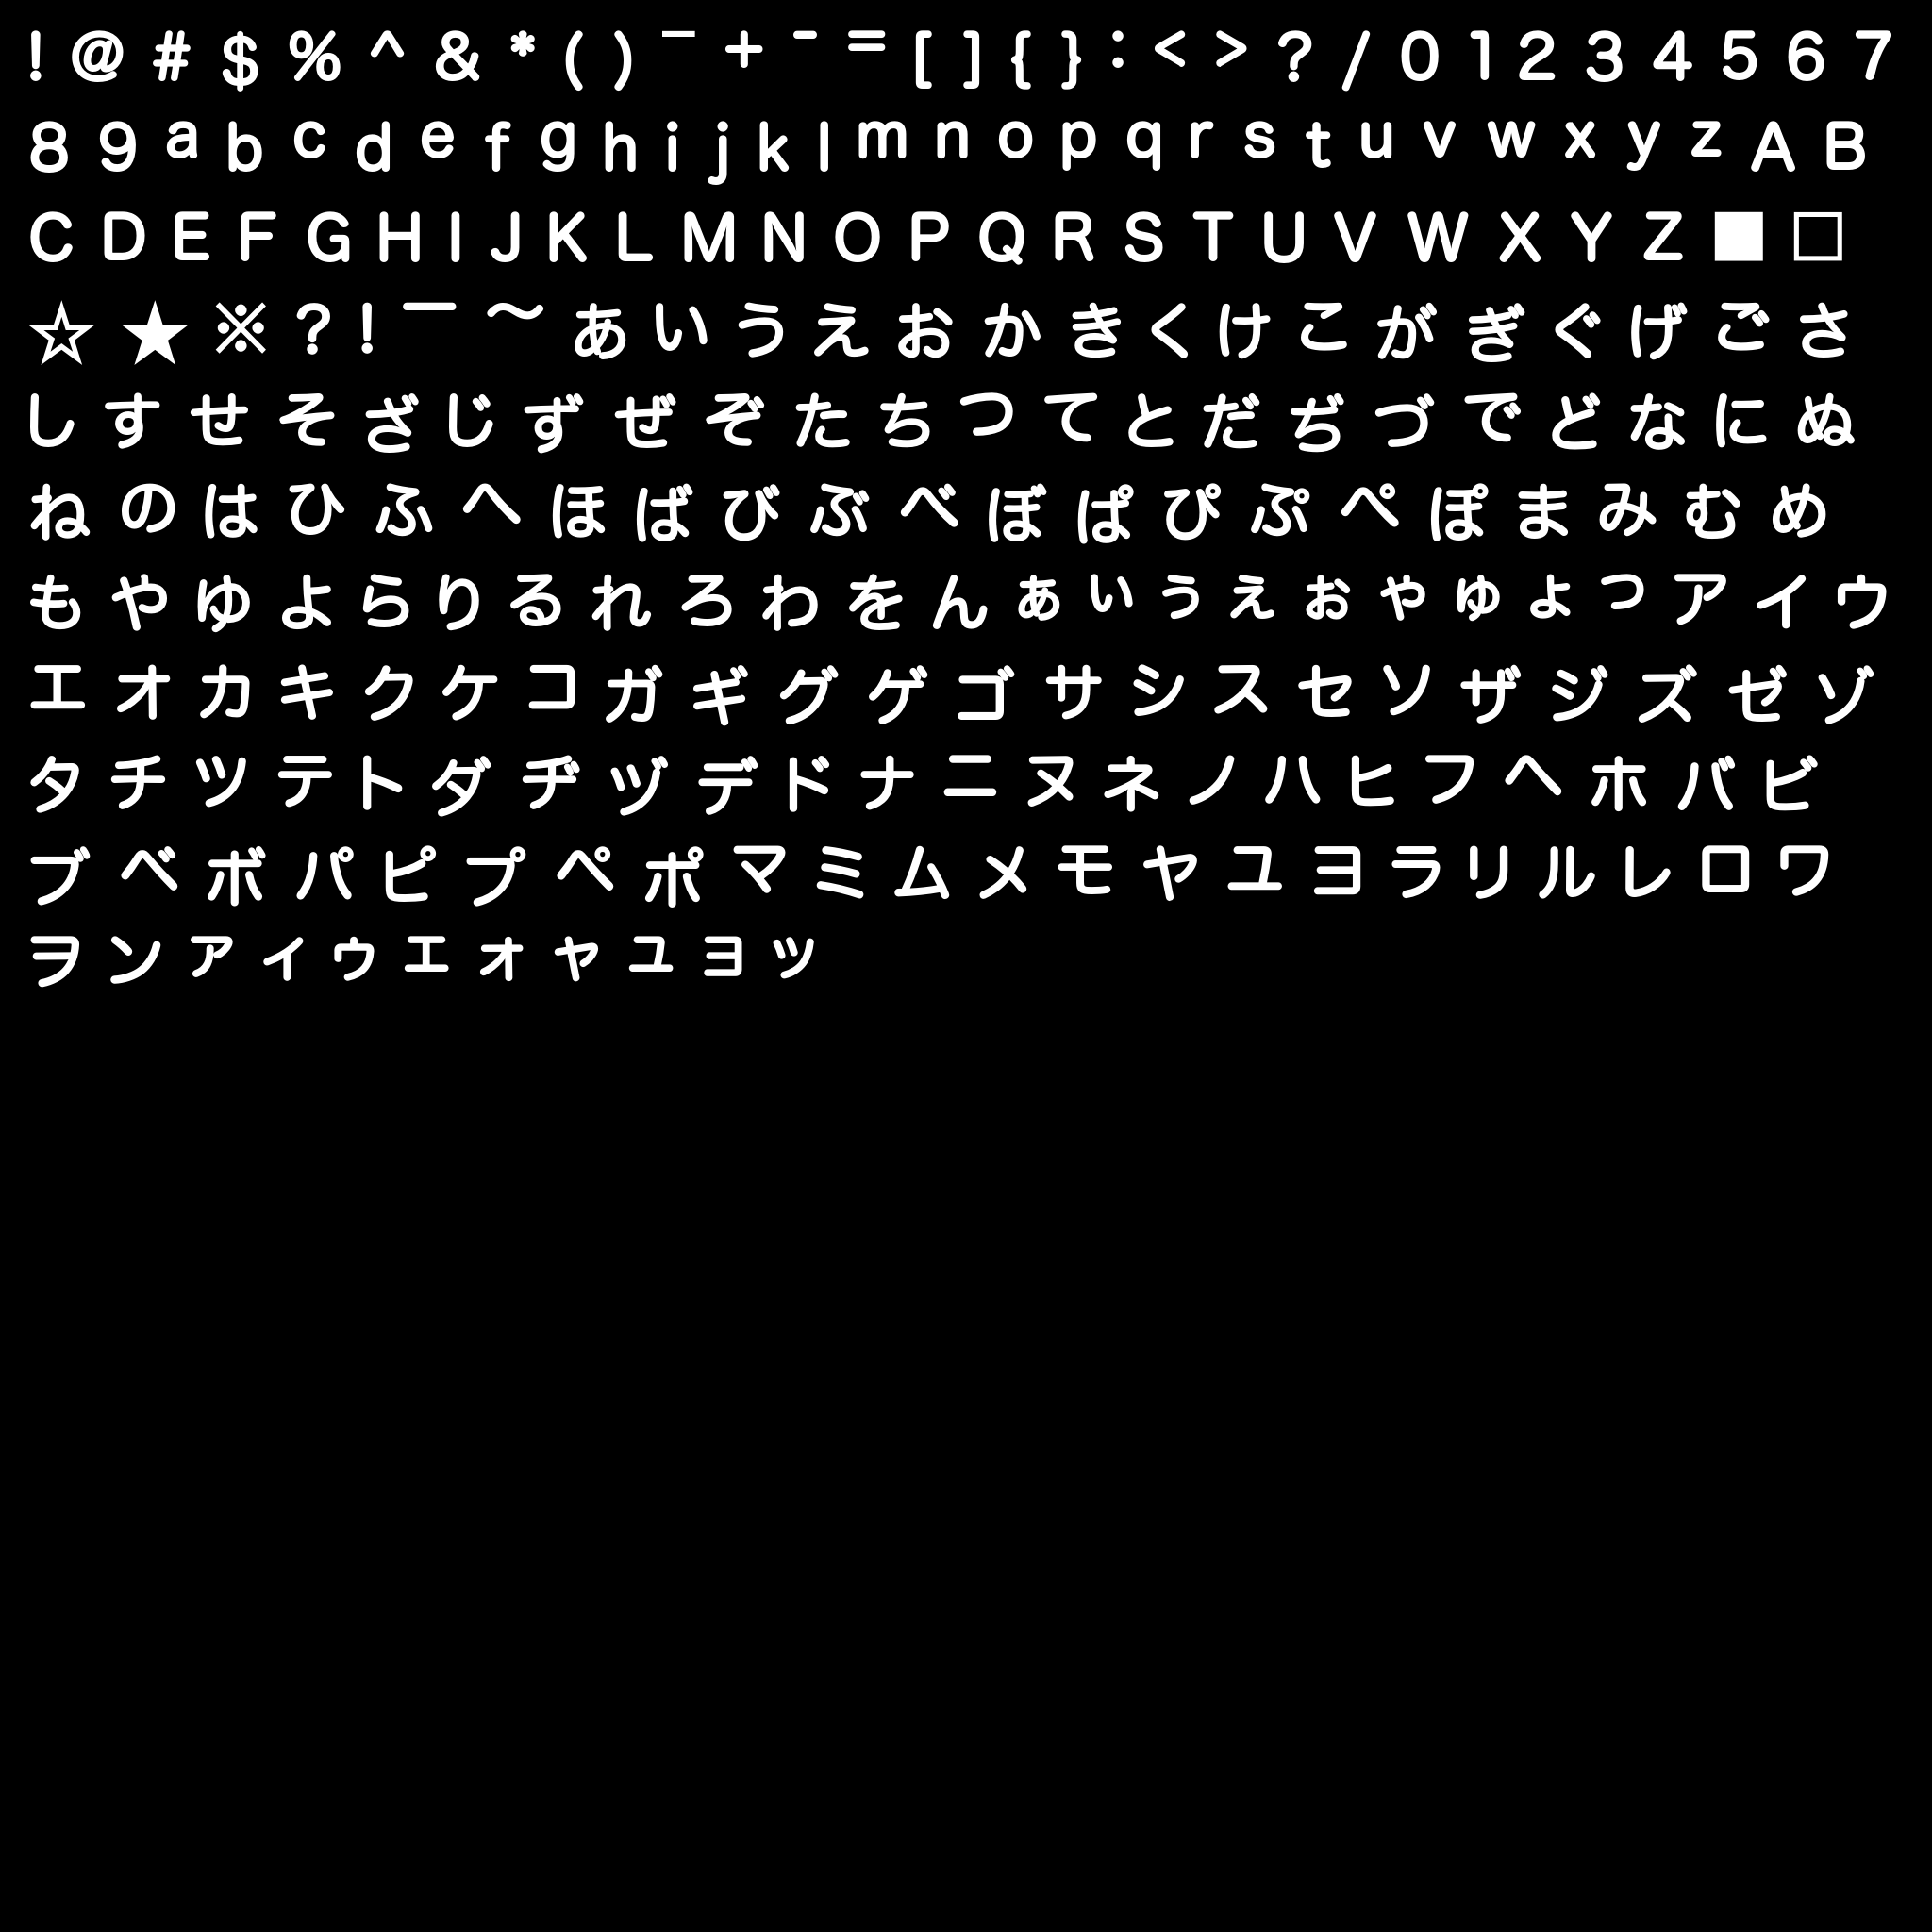 !@#$%^&*()_+-=[]{}:<>?/01234567
89abcdefghijklmnopqrstuvwxyzAB
CDEFGHIJKLMNOPQRSTUVWXYZ■□
☆★※?!ー〜あいうえおかきくけこがぎぐげござ
しすせそざじずぜぞたちつてとだぢづでどなにぬ
ねのはひふへほばびぶべぼぱぴぷぺぽまみむめ
もやゆよらりるれろわをんぁぃぅぇぉゃゅょっアイウ
エオカキクケコガギグゲゴサシスセソザジズゼゾ
タチツテトダヂヅデドナニヌネノハヒフヘホバビ
ブベボパピプペポマミムメモヤユヨラリルレロワ
ヲンァィゥェォャュョッ